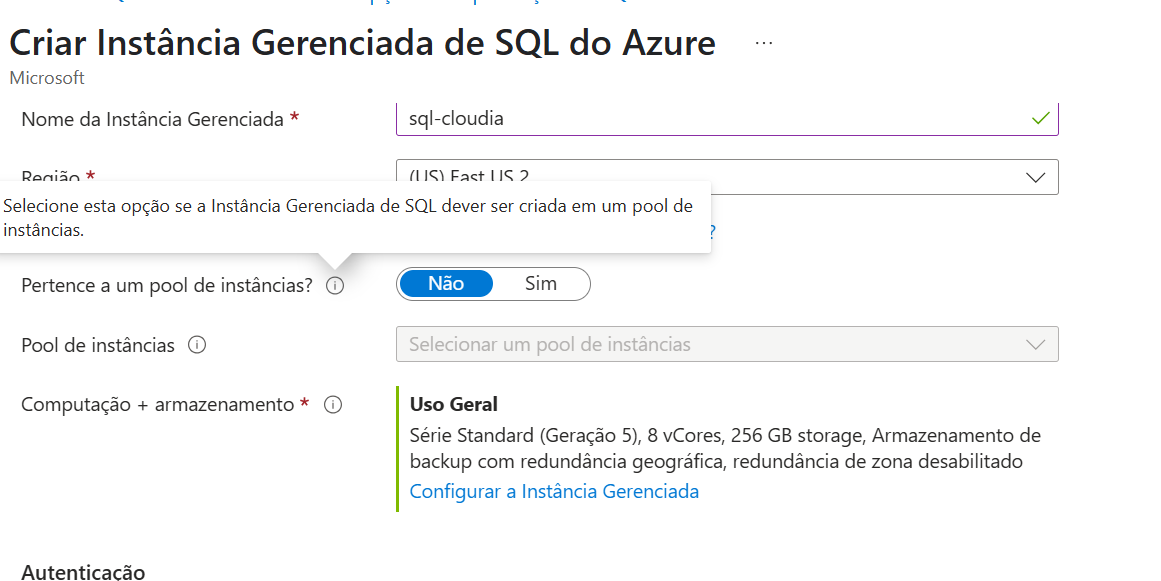 Criar Instância Gerenciada de SQL do Azure ...
Microsoft
Nome da Instância Gerenciada *
sql-cloudia
Região *
(US) East US 2
Selecione esta opção se a Instância Gerenciada de SQL dever ser criada em um pool de
instâncias.
?
Pertence a um pool de instâncias?
Não Sim
Pool de instâncias
Selecionar um pool de instâncias
Computação + armazenamento *
Uso Geral
Série Standard (Geração 5), 8 vCores, 256 GB storage, Armazenamento de
backup com redundância geográfica, redundância de zona desabilitado
Configurar a Instância Gerenciada
Autenticação